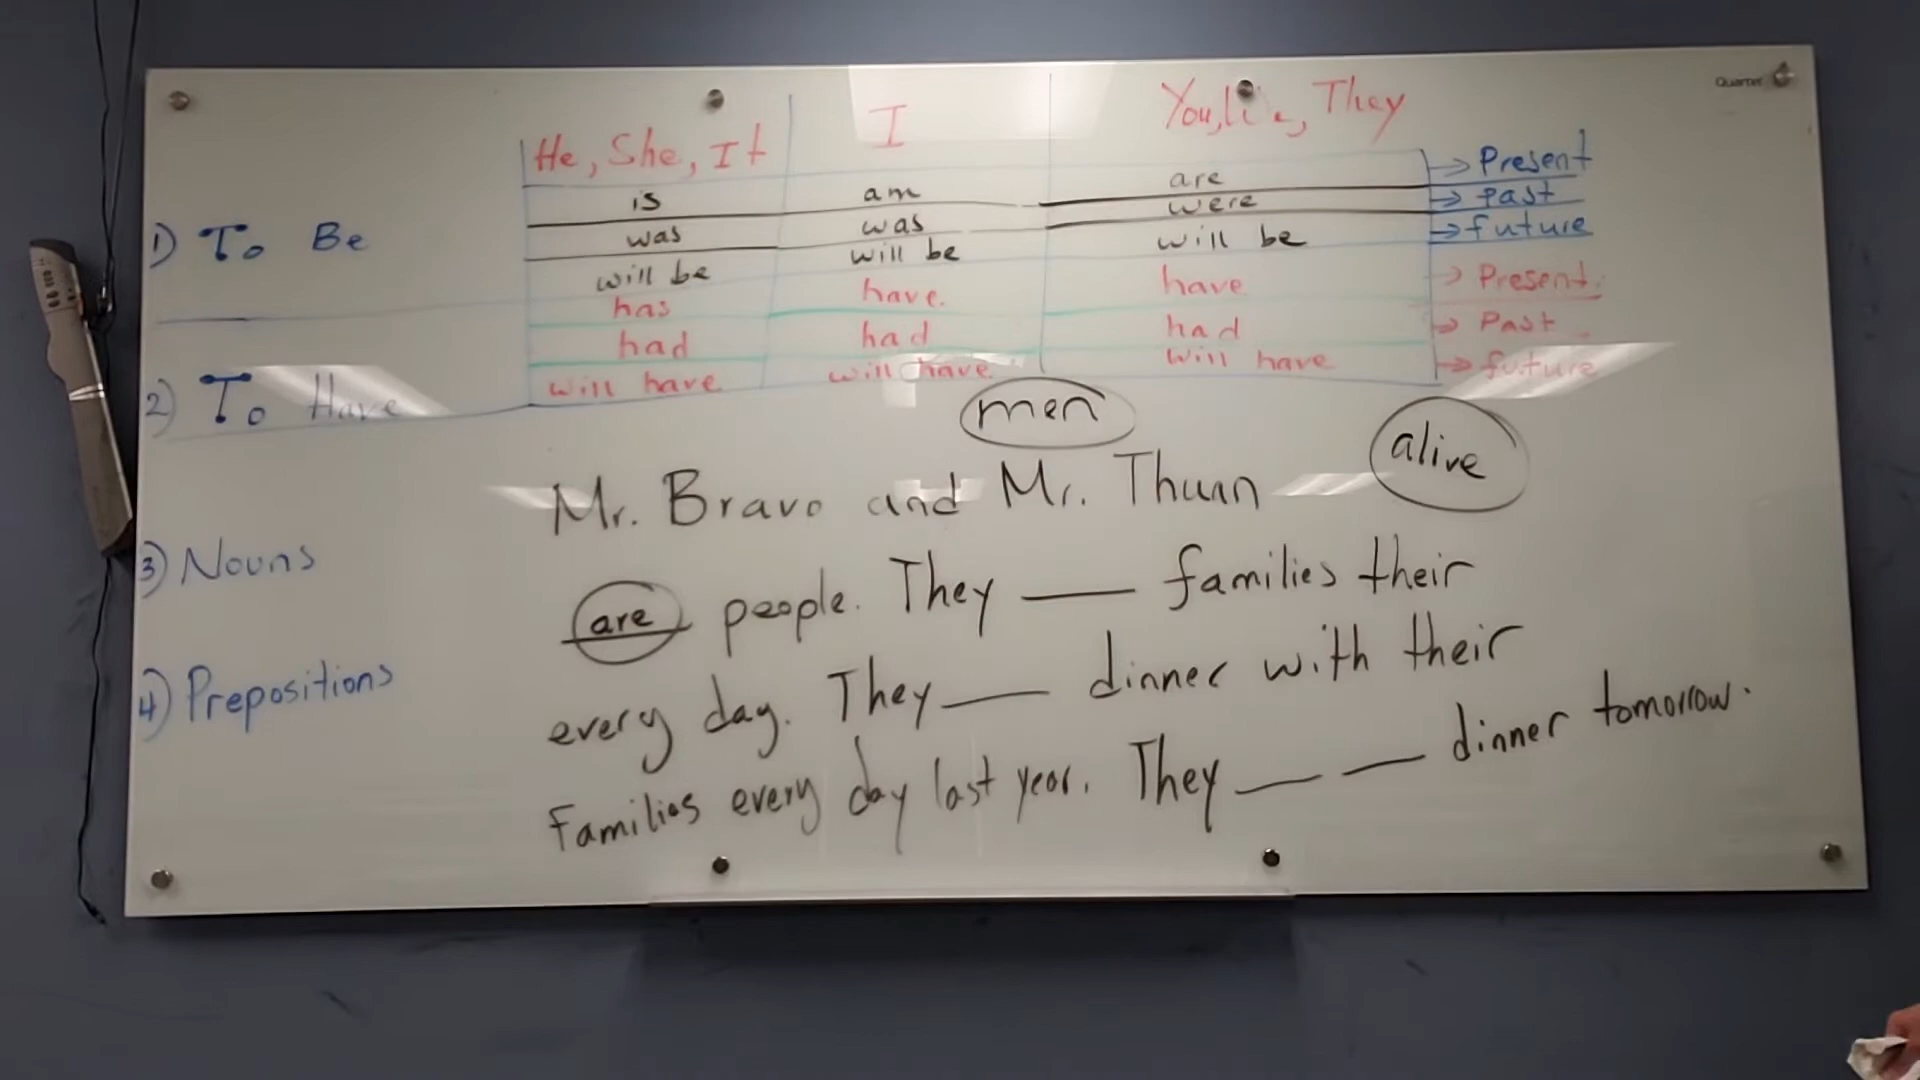 Quartet
He, She, It I You, They
is am are → Present
was was were → Past
1) To Be will be will be will be → future
has have have → Present
had had had → Past
2) To Have will have will have will have → future
men
alive
Mr. Bravo and Mr. Thuan
3) Nouns
are people. They ___ families their
4) Prepositions
every day. They ___ dinner with their
Families every day last year. They ___ ___ dinner tomorrow.